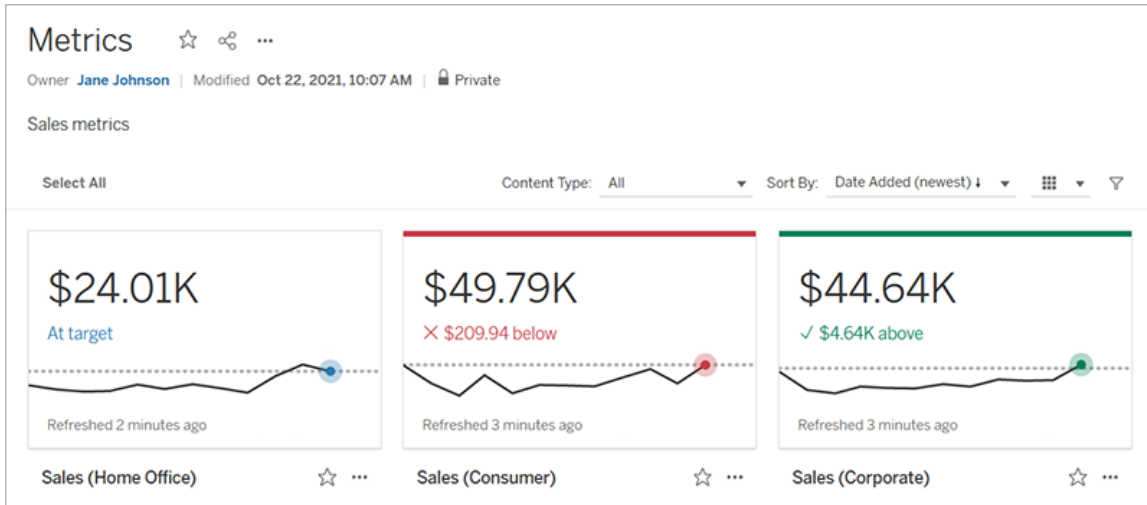 Metrics
Owner Jane Johnson | Modified Oct 22, 2021, 10:07 AM | Private
Sales metrics
Select All Content Type: All Sort By: Date Added (newest) ↓
$24.01K $49.79K $44.64K
At target × $209.94 below ✓ $4.64K above
Refreshed 2 minutes ago Refreshed 3 minutes ago Refreshed 3 minutes ago
Sales (Home Office) Sales (Consumer) Sales (Corporate)